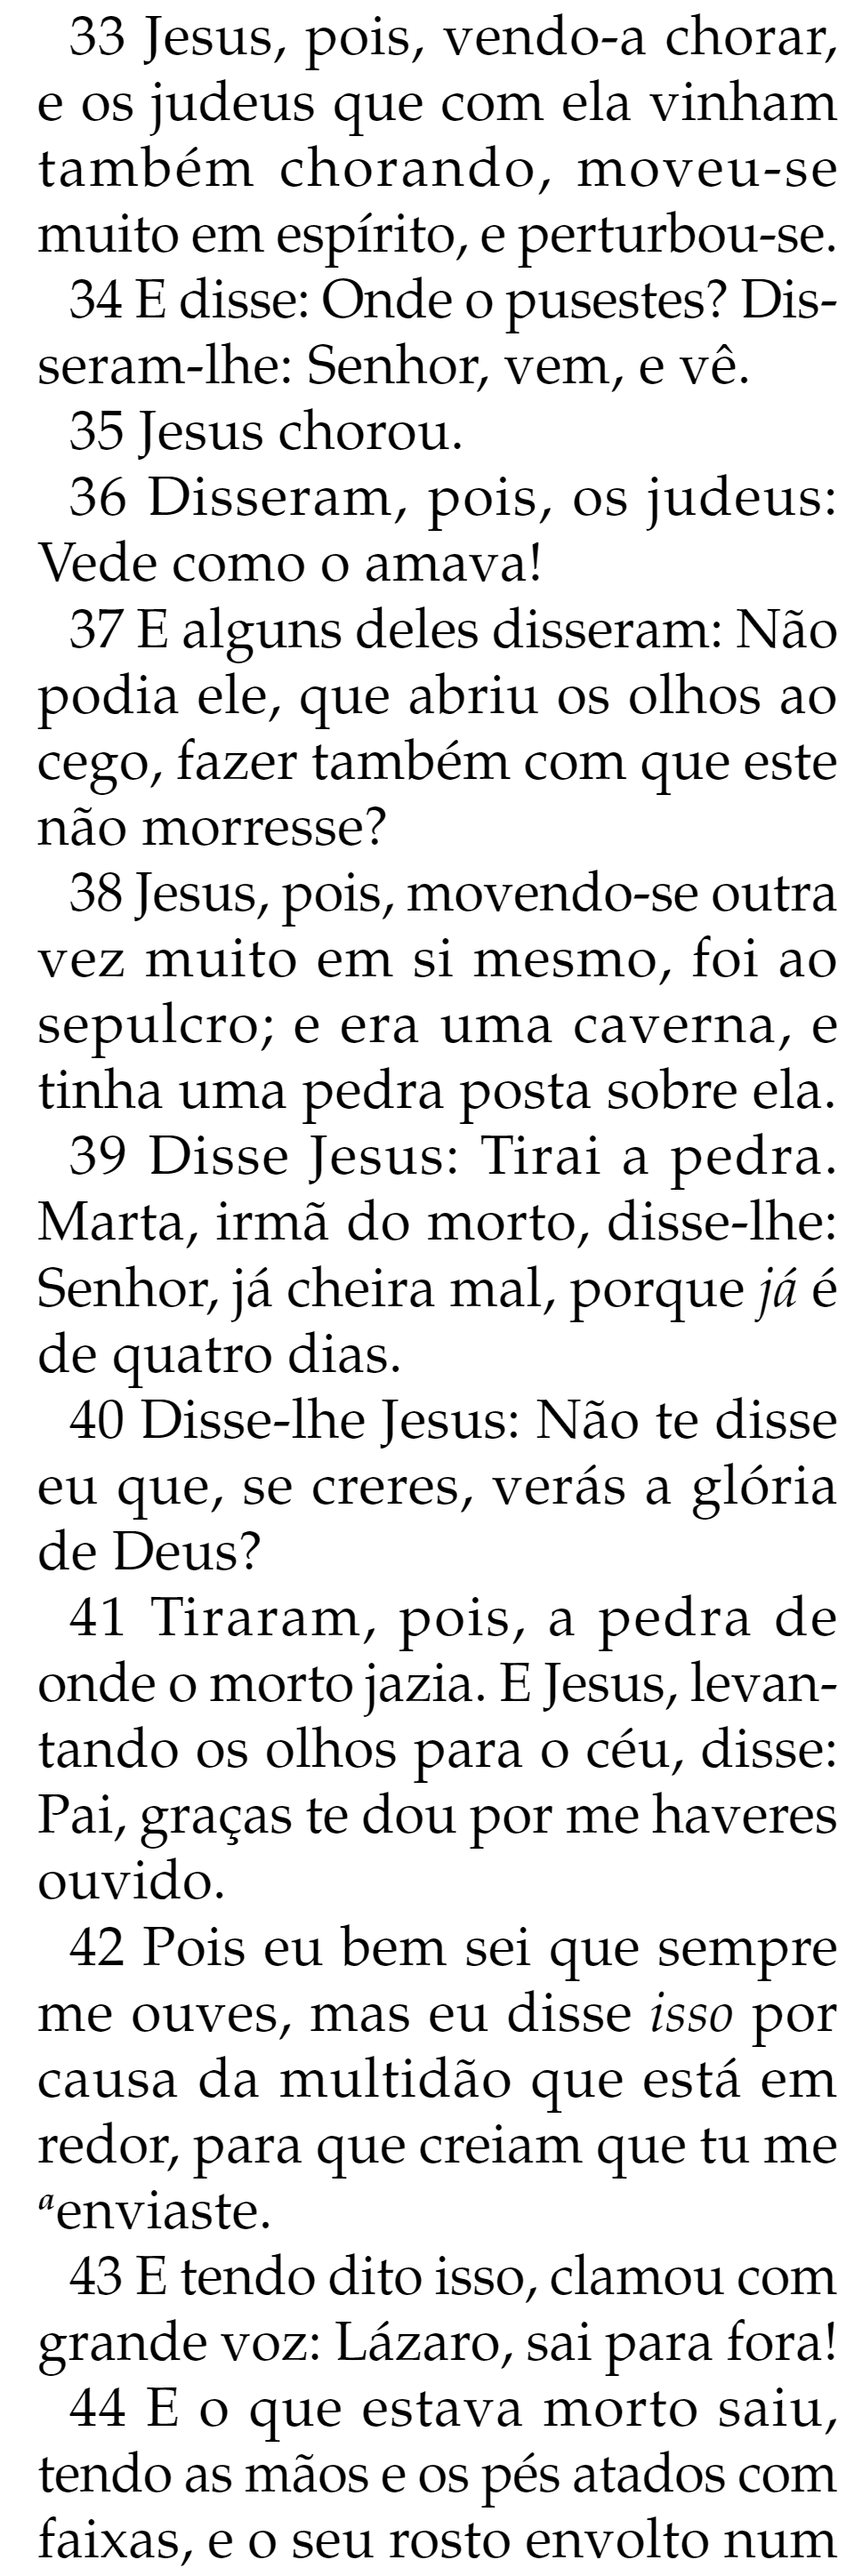 33 Jesus, pois, vendo-a chorar,
e os judeus que com ela vinham
também chorando, moveu-se
muito em espírito, e perturbou-se.
34 E disse: Onde o pusestes? Dis-
seram-lhe: Senhor, vem, e vê.
35 Jesus chorou.
36 Disseram, pois, os judeus:
Vede como o amava!
37 E alguns deles disseram: Não
podia ele, que abriu os olhos ao
cego, fazer também com que este
não morresse?
38 Jesus, pois, movendo-se outra
vez muito em si mesmo, foi ao
sepulcro; e era uma caverna, e
tinha uma pedra posta sobre ela.
39 Disse Jesus: Tirai a pedra.
Marta, irmã do morto, disse-lhe:
Senhor, já cheira mal, porque já é
de quatro dias.
40 Disse-lhe Jesus: Não te disse
eu que, se creres, verás a glória
de Deus?
41 Tiraram, pois, a pedra de
onde o morto jazia. E Jesus, levan-
tando os olhos para o céu, disse:
Pai, graças te dou por me haveres
ouvido.
42 Pois eu bem sei que sempre
me ouves, mas eu disse isso por
causa da multidão que está em
redor, para que creiam que tu me
ᵃenviaste.
43 E tendo dito isso, clamou com
grande voz: Lázaro, sai para fora!
44 E o que estava morto saiu,
tendo as mãos e os pés atados com
faixas, e o seu rosto envolto num